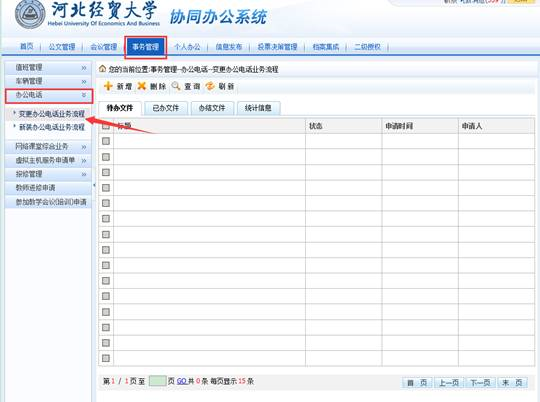 河北经贸大学 协同办公系统
Hebei University Of Economics And Business
首页 公文管理 会议管理 事务管理 个人办公 信息发布 投票决策管理 档案集成 二级授权
值班管理
车辆管理
办公电话
变更办公电话业务流程
新装办公电话业务流程
网络课堂综合业务
虚拟主机服务申请单
报修管理
教师进修申请
参加教学会议(培训)申请
您的当前位置:事务管理--办公电话--变更办公电话业务流程
新 增 删 除 查 询 刷 新
待办文件 已办文件 办结文件 统计信息
标题 状态 申请时间 申请人
第1 / 1页 至 页 GO 共 0 条 每页显示15 条
首 页 上一页 下一页 末 页